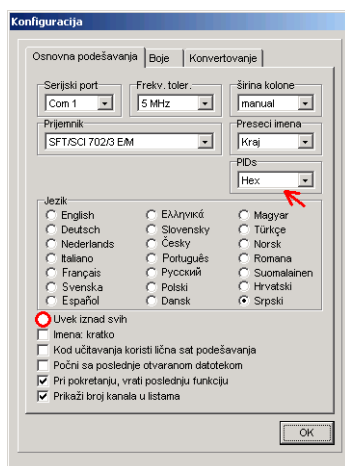 Konfiguracija
Osnovna podešavanja Boje Konvertovanje
Serijski port Frekv. toler. širina kolone
Com 1 5 MHz manual
Prijemnik Preseci imena
SFT/SCI 702/3 E/M Kraj
PIDs
Hex
Jezik
English Ελληνικά Magyar
Deutsch Slovensky Türkçe
Nederlands Česky Norsk
Italiano Português Romana
Français Русский Suomalainen
Svenska Polski Hrvatski
Español Dansk Srpski
Uvek iznad svih
Imena: kratko
Kod učitavanja koristi lična sat podešavanja
Počni sa poslednje otvaranom datotekom
Pri pokretanju, vrati poslednju funkciju
Prikaži broj kanala u listama
OK